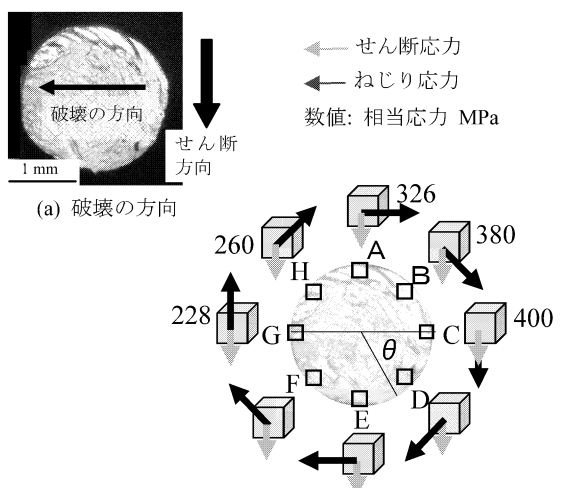 破壊の方向
せん断
方向
1 mm
(a) 破壊の方向
せん断応力
ねじり応力
数値: 相当応力 MPa
326
380
260
A
B
H
228
G
C
400
θ
F
D
E